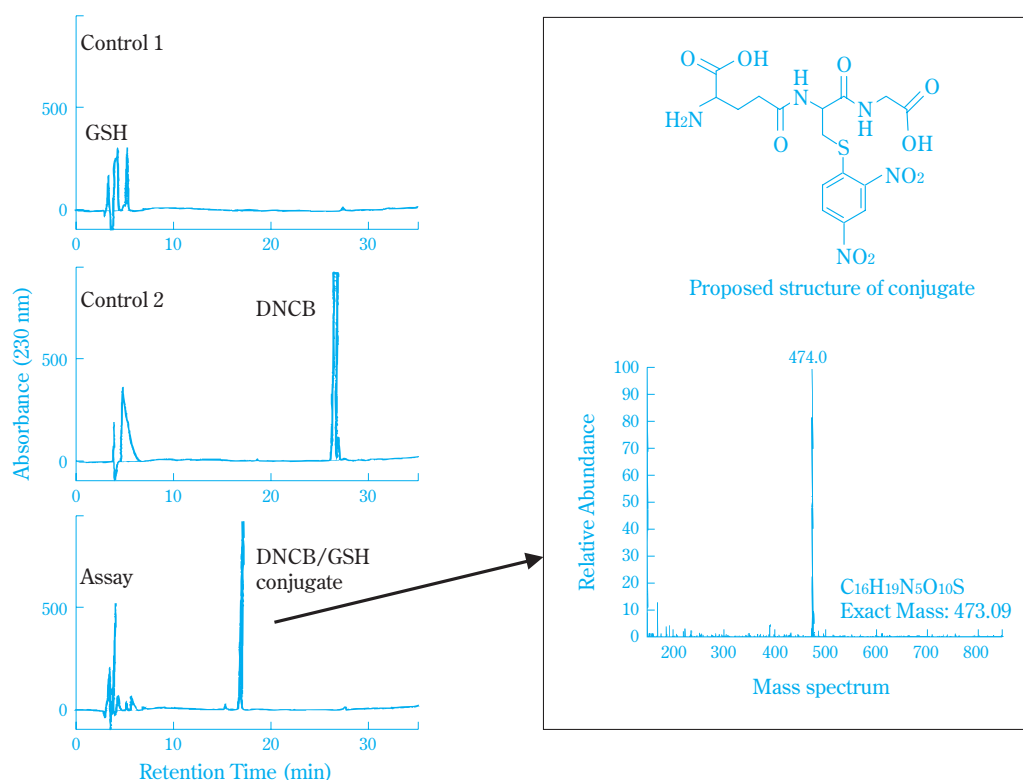 Control 1
500
GSH
0
0 10 20 30
Control 2
DNCB
500
0
0 10 20 30
Assay
DNCB/GSH
conjugate
500
0
0 10 20 30
Absorbance (230 nm)
Retention Time (min)
O
OH
H2N
O
H
N
O
N
H
O
OH
S
NO2
NO2
Proposed structure of conjugate
474.0
100
90
80
70
60
50
40
30
20
10
0
200 300 400 500 600 700 800
Relative Abundance
C16H19N5O10S
Exact Mass: 473.09
Mass spectrum